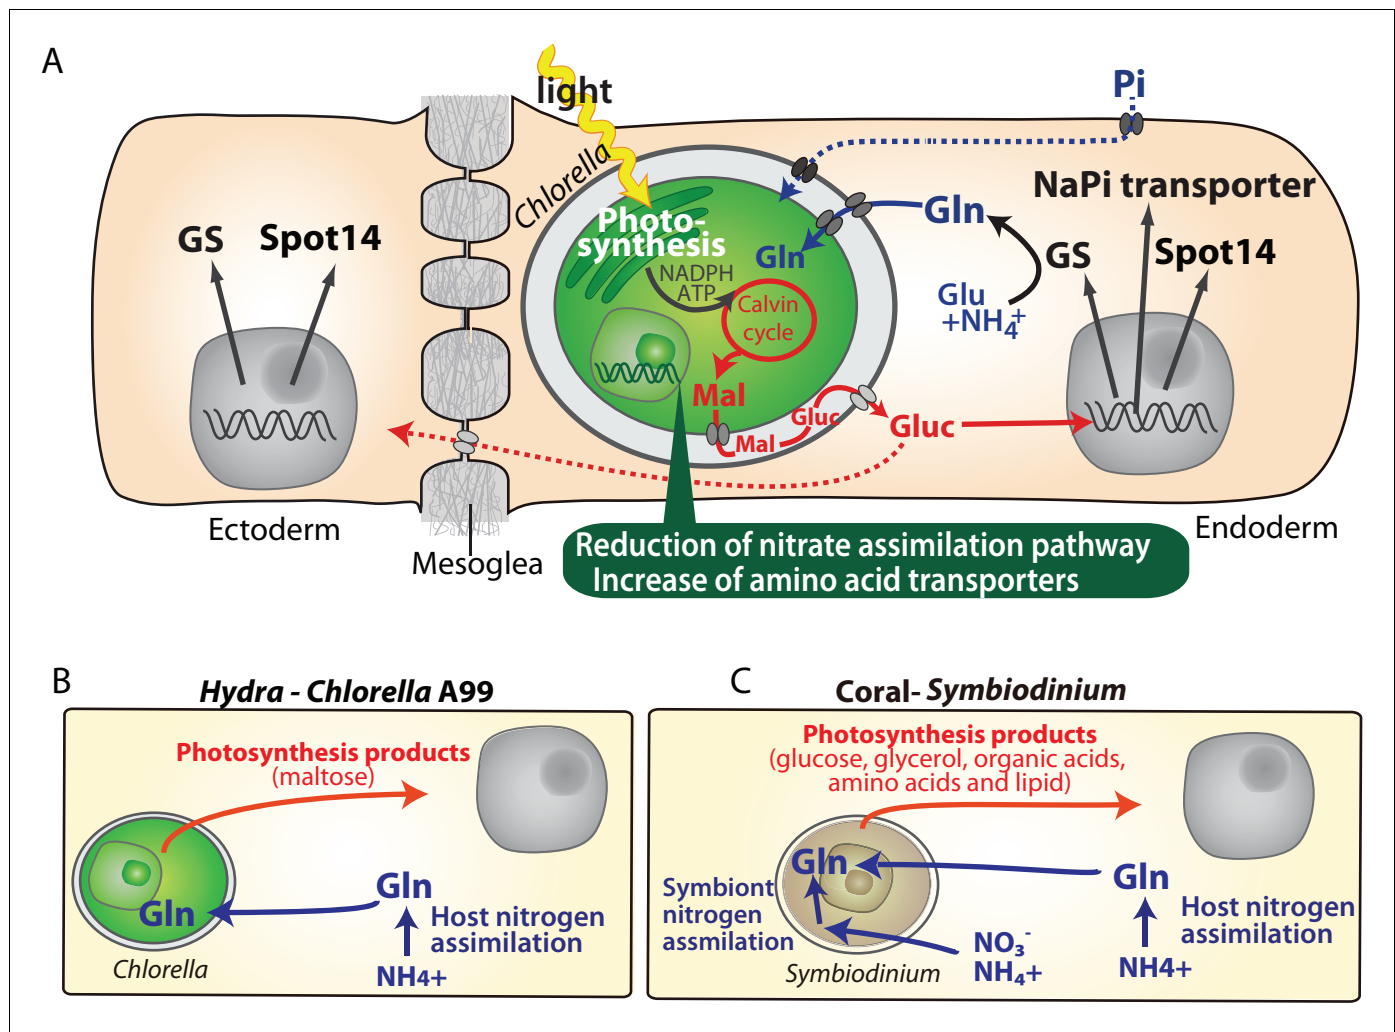 A
light
Pi
Chlorella
NaPi transporter
GS
Spot14
Photo-
synthesis
Gln
Gln
GS
Spot14
NADPH
ATP
Calvin
cycle
Glu
+NH₄⁺
Mal
Mal
Gluc
Gluc
Ectoderm
Mesoglea
Endoderm
Reduction of nitrate assimilation pathway
Increase of amino acid transporters
B
Hydra - Chlorella A99
Photosynthesis products
(maltose)
Gln
Gln
Host nitrogen
assimilation
NH4+
Chlorella
C
Coral- Symbiodinium
Photosynthesis products
(glucose, glycerol, organic acids,
amino acids and lipid)
Gln
Gln
Symbiont
nitrogen
assmilation
Host nitrogen
assimilation
NO₃⁻
NH₄+
NH4+
Symbiodinium